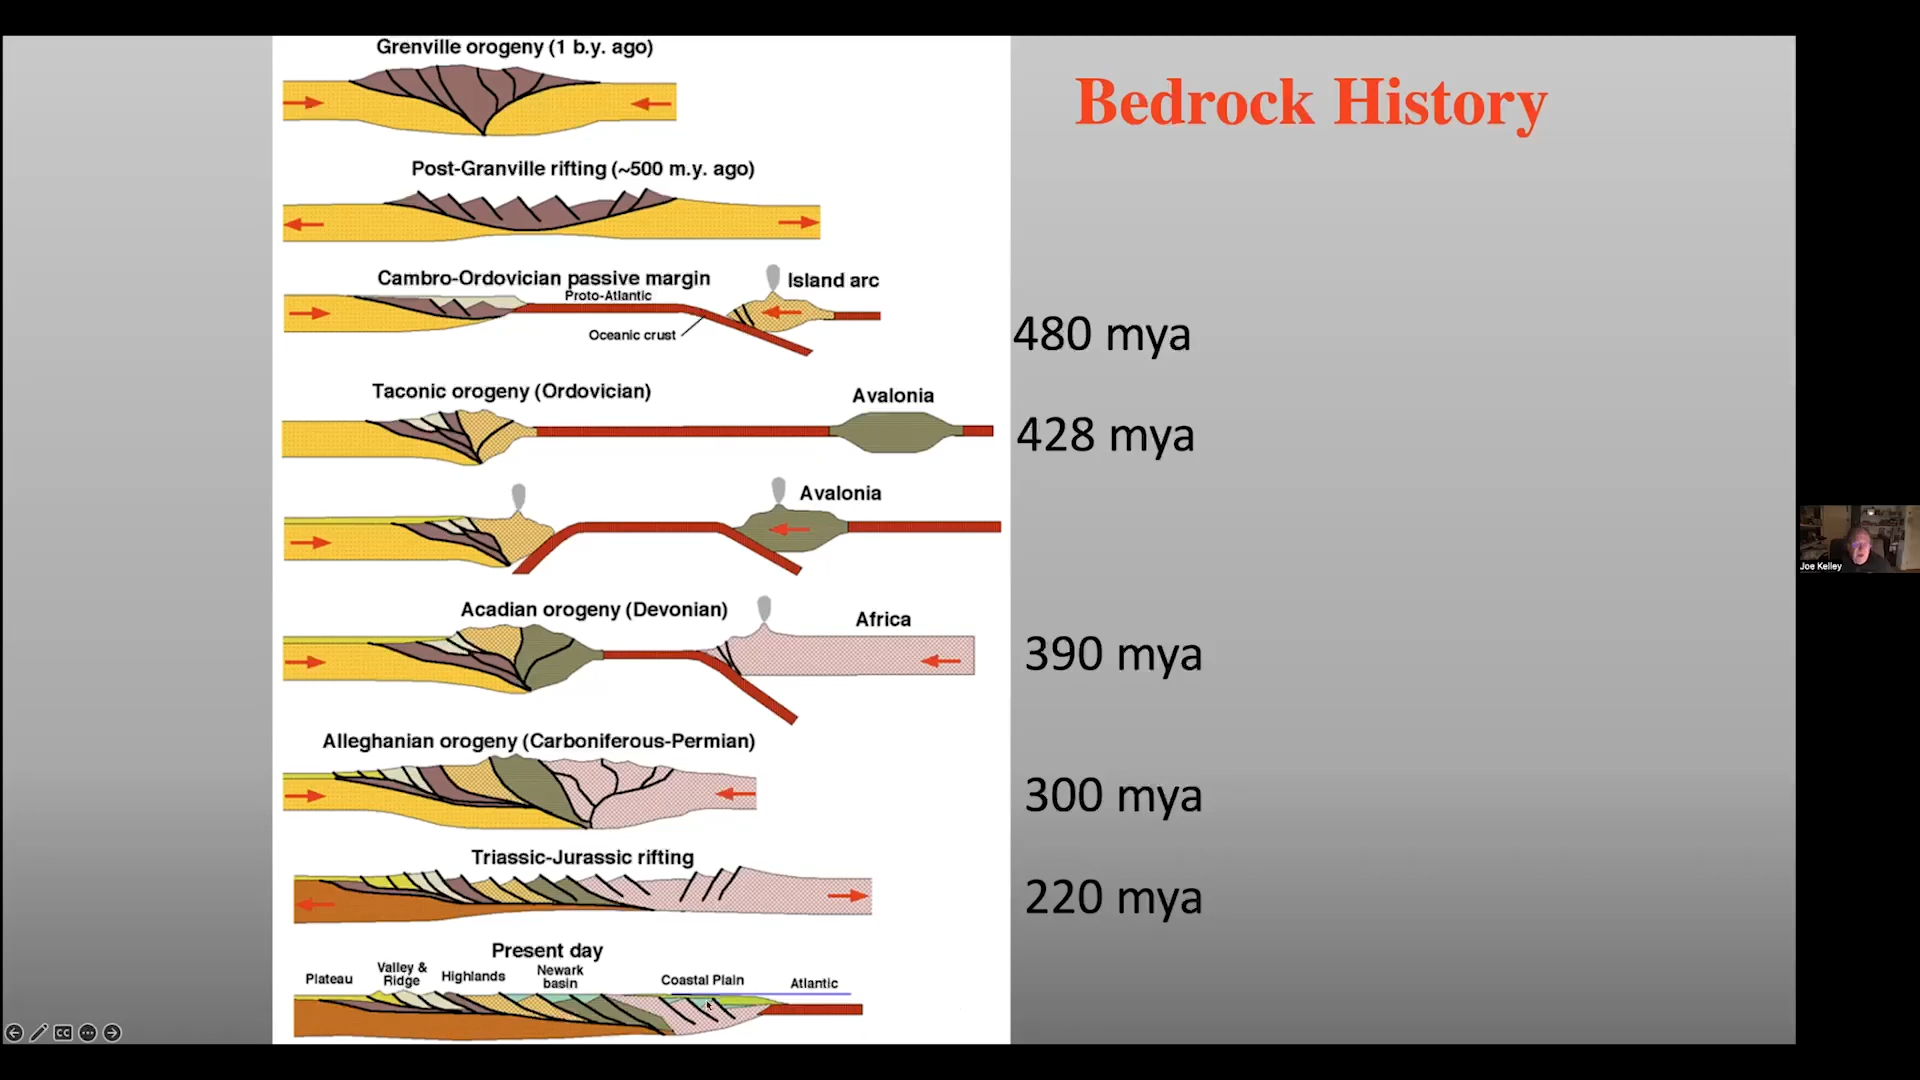 Grenville orogeny (1 b.y. ago)
Bedrock History
Post-Granville rifting (~500 m.y. ago)
Cambro-Ordovician passive margin
Island arc
Proto-Atlantic
Oceanic crust
480 mya
Taconic orogeny (Ordovician)
Avalonia
428 mya
Avalonia
Acadian orogeny (Devonian)
Africa
390 mya
Joe Kelley
Alleghanian orogeny (Carboniferous-Permian)
300 mya
Triassic-Jurassic rifting
220 mya
Present day
Plateau
Valley &
Ridge
Highlands
Newark
basin
Coastal Plain
Atlantic
CC